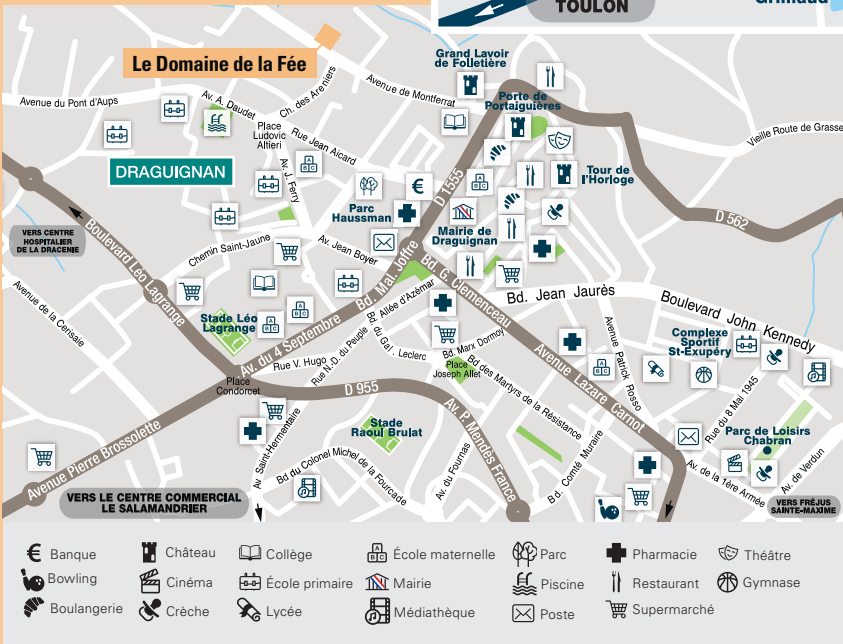 TOULON
Grimaud
Le Domaine de la Fée
Grand Lavoir
de Folletière
Avenue du Pont d'Aups
Av. A. Daudet
Ch. des Areniers
Avenue de Montferrat
Porte de
Portaiguières
Place
Ludovic
Altieri
Rue Jean Aicard
Vieille Route de Grasse
DRAGUIGNAN
Av. J. Ferry
Parc
Haussman
D 1555
Tour de
l'Horloge
D 562
VERS CENTRE
HOSPITALIER
DE LA DRACENIE
Boulevard Léo Lagrange
Chemin Saint-Jaune
Av. Jean Boyer
Mairie de
Draguignan
Bd. Mal. Joffre
Bd. G. Clemenceau
Avenue de la Cerisaie
Allée d'Azémar
Bd. Jean Jaurès
Boulevard John Kennedy
Stade Léo
Lagrange
Av. du 4 Septembre
Rue V. Hugo
Rue N.-D. du Peuple
Bd. du Gal. Leclerc
Bd. Marx Dormoy
Place
Joseph Allet
Avenue Lazare Carnot
Avenue Patrick Rosso
Complexe
Sportif
St-Exupéry
Place
Condorcet
D 955
Bd des Martyrs de la Résistance
Rue du 8 Mai 1945
Avenue Pierre Brossolette
Av. Saint-Hermentaire
Stade
Raoul Brulat
Av. P. Mendès France
Bd du Colonel Michel de la Fourcade
Av. du Fournas
Bd. Comté Muraire
Parc de Loisirs
Chabran
Av. de la 1ère Armée
Av. de Verdun
VERS LE CENTRE COMMERCIAL
LE SALAMANDRIER
VERS FRÉJUS
SAINTE-MAXIME
€ Banque
Château
Collège
A B C École maternelle
Parc
Pharmacie
Théâtre
Bowling
Cinéma
École primaire
Mairie
Piscine
Restaurant
Gymnase
Boulangerie
Crèche
Lycée
Médiathèque
Poste
Supermarché